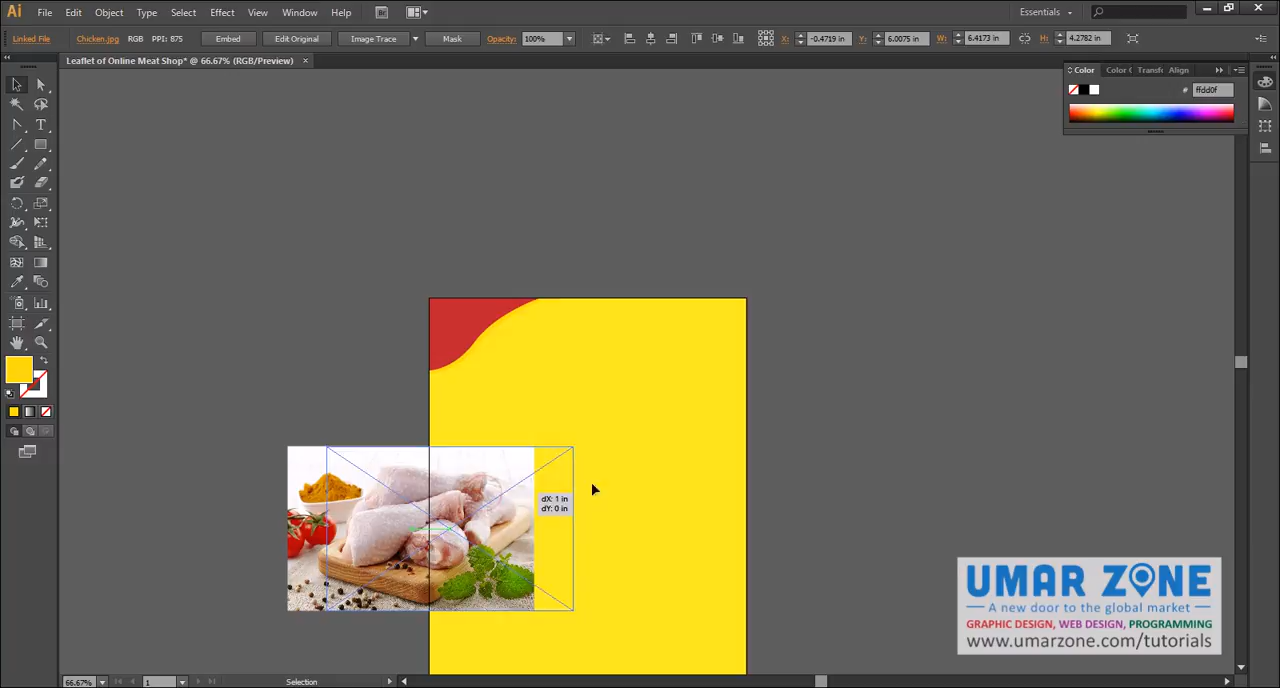 Ai File Edit Object Type Select Effect View Window Help Br Essentials
Linked File Chicken.jpg RGB PPI: 875 Embed Edit Original Image Trace Mask Opacity: 100% X: -0.4719 in Y: 6.0075 in W: 6.4173 in H: 4.2782 in
Leaflet of Online Meat Shop* @ 66.67% (RGB/Preview) ×
Color Color Transf Align
# ffdd0f
T
dX: 1 in
dY: 0 in
UMAR ZONE
A new door to the global market
GRAPHIC DESIGN, WEB DESIGN, PROGRAMMING
www.umarzone.com/tutorials
66.67% 1 Selection